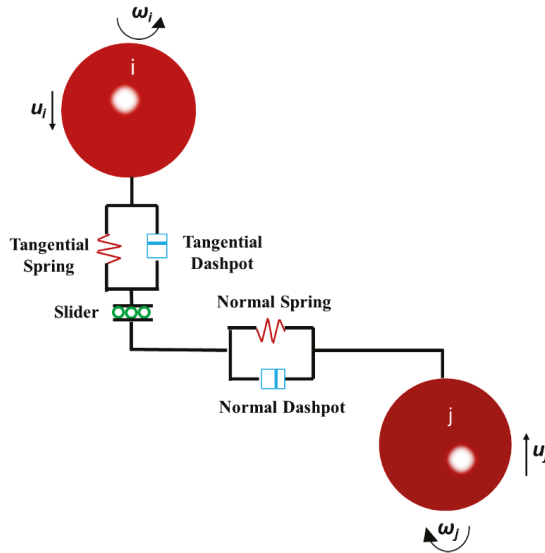 ωi
i
ui
Tangential
Spring
Tangential
Dashpot
Slider
Normal Spring
Normal Dashpot
j
uj
ωj